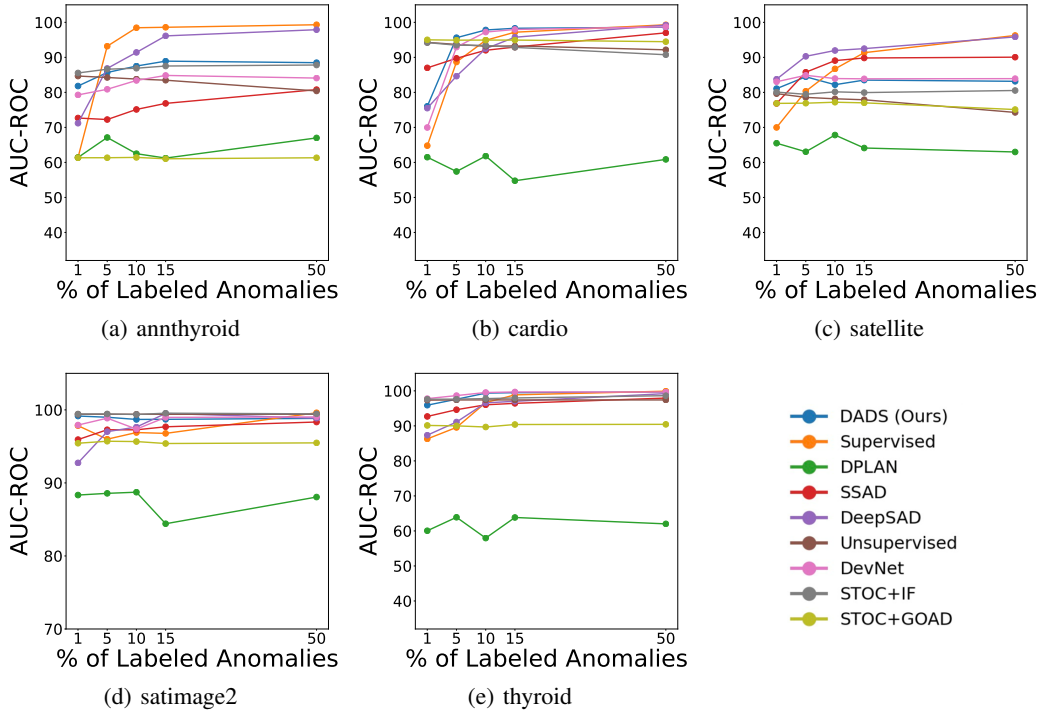 100
90
80
70
60
50
40
AUC-ROC
1 5 10 15 50
% of Labeled Anomalies
(a) annthyroid
100
90
80
70
60
50
40
AUC-ROC
1 5 10 15 50
% of Labeled Anomalies
(b) cardio
100
90
80
70
60
50
40
AUC-ROC
1 5 10 15 50
% of Labeled Anomalies
(c) satellite
100
90
80
70
AUC-ROC
1 5 10 15 50
% of Labeled Anomalies
(d) satimage2
100
90
80
70
60
50
40
AUC-ROC
1 5 10 15 50
% of Labeled Anomalies
(e) thyroid
DADS (Ours)
Supervised
DPLAN
SSAD
DeepSAD
Unsupervised
DevNet
STOC+IF
STOC+GOAD